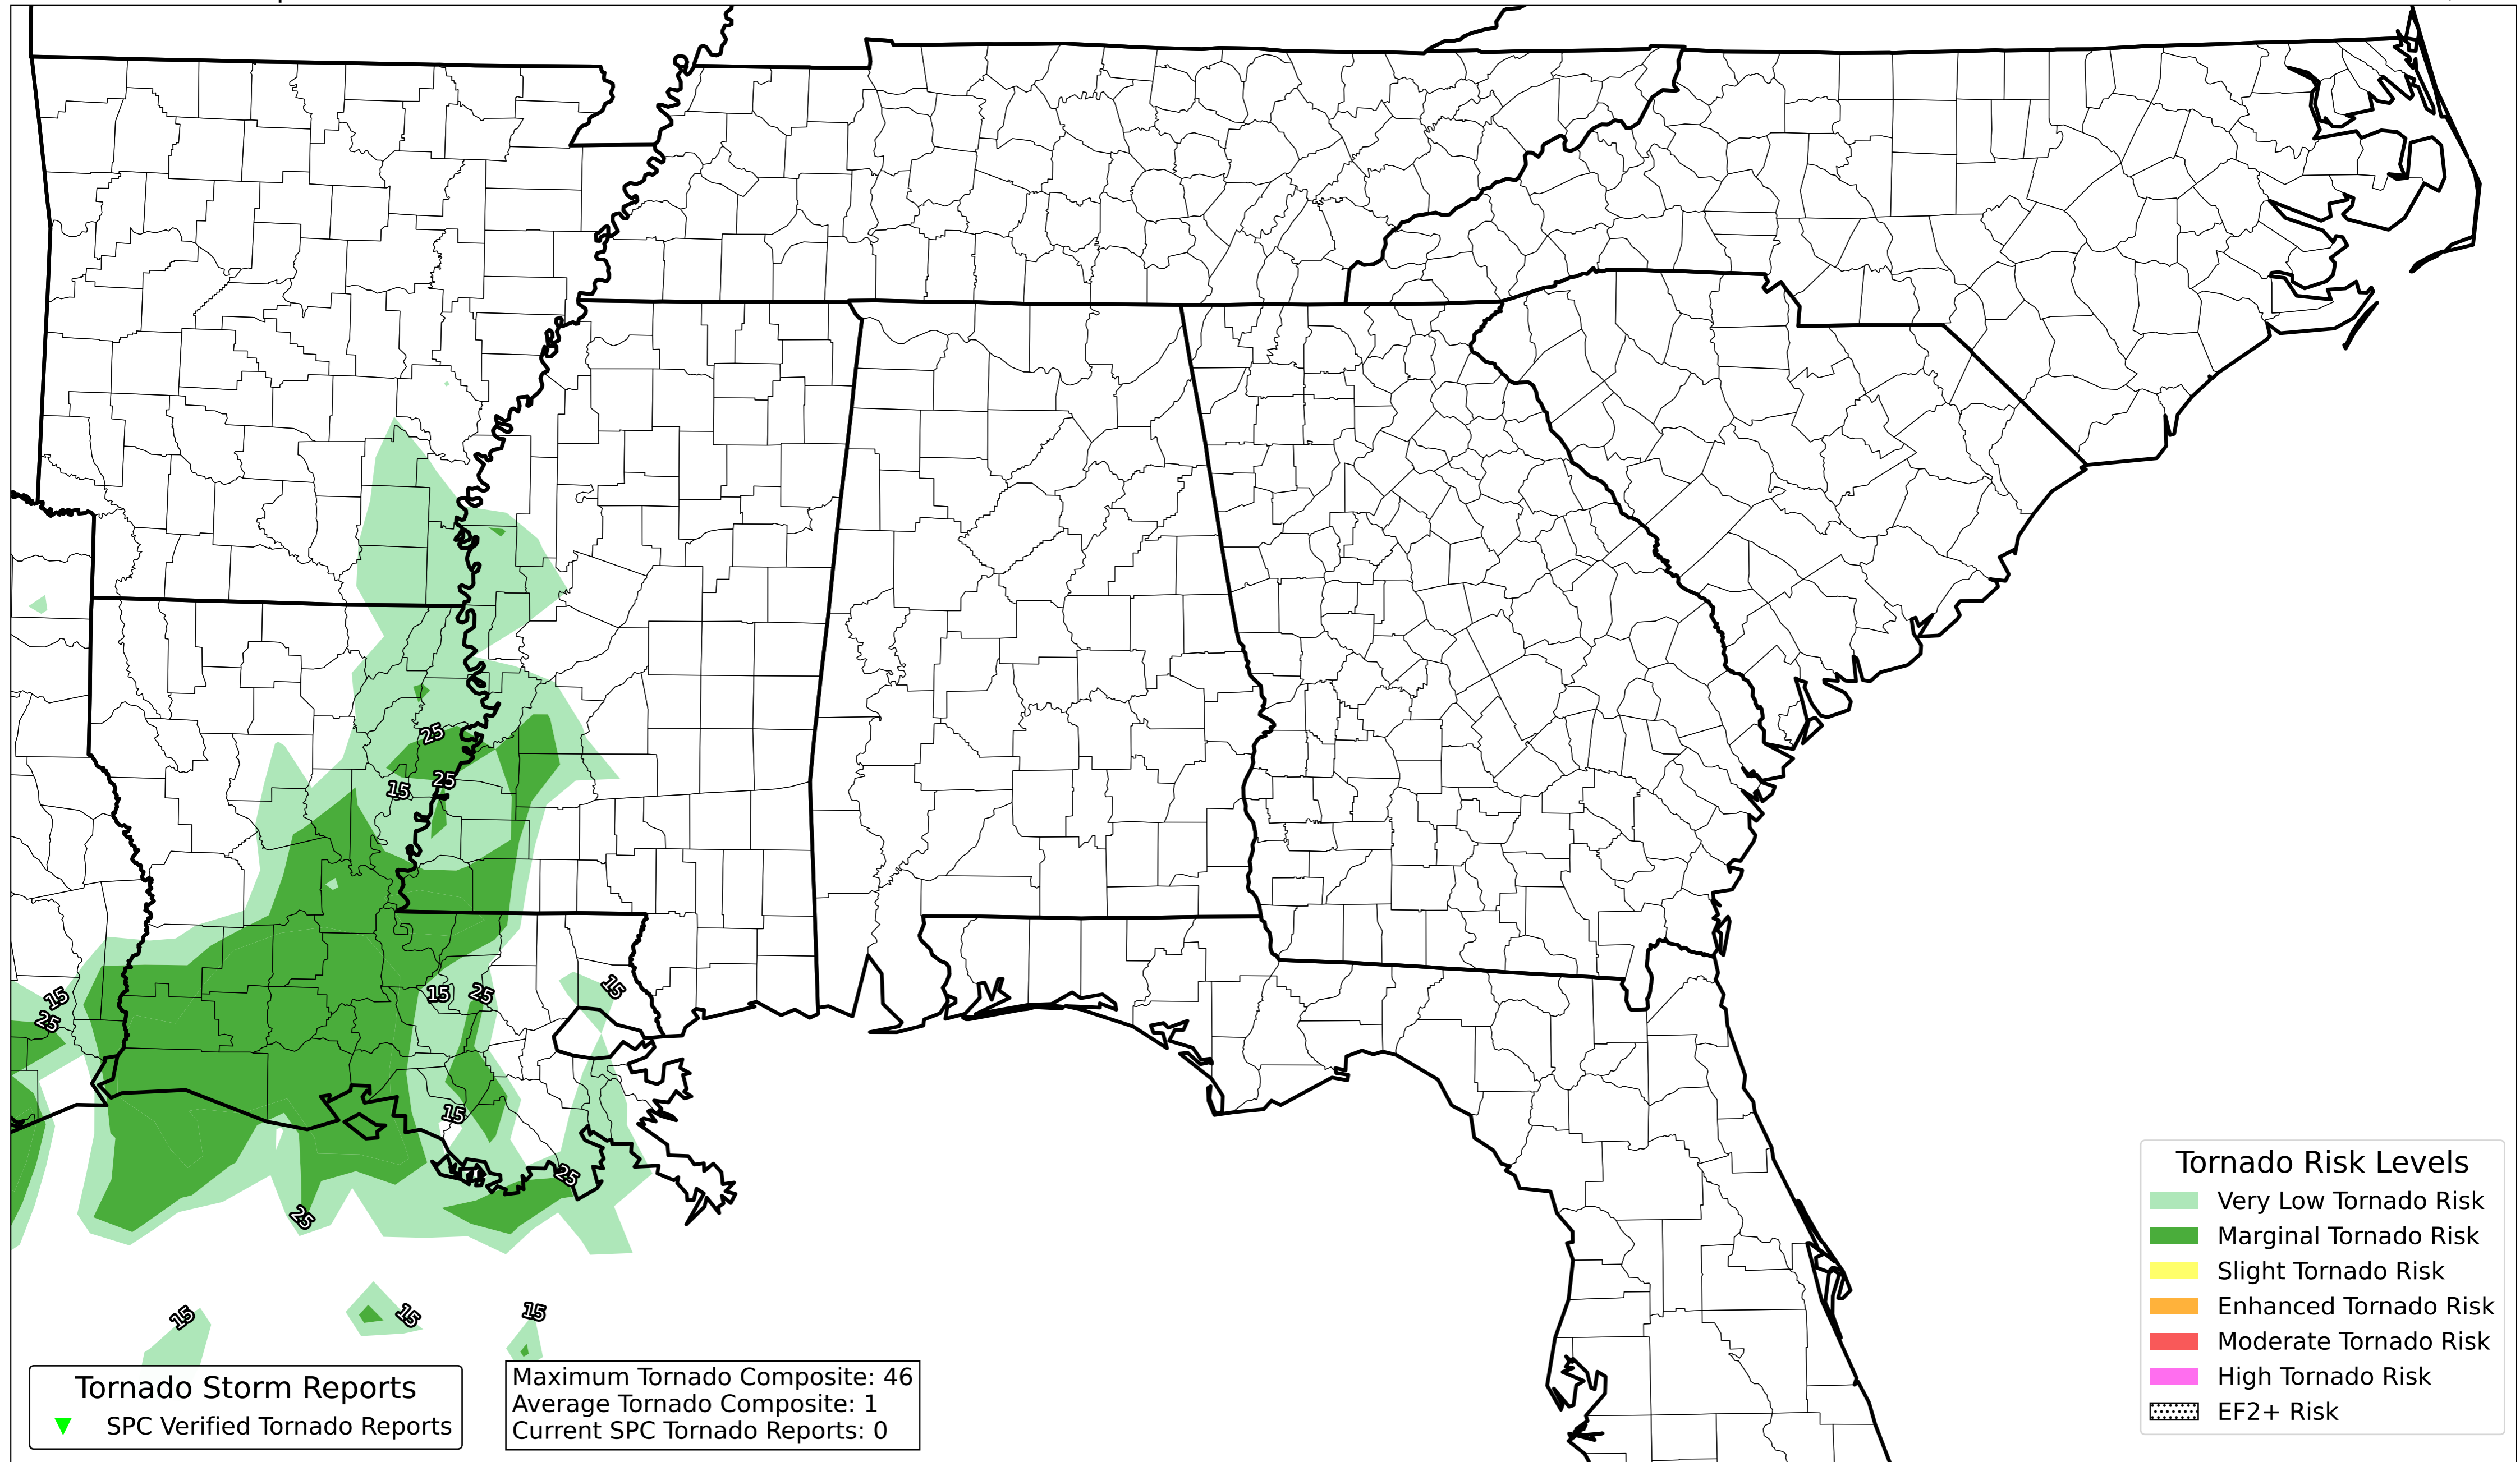 25
25
15
15
25
15
15
25
15
25
25
15
15
15
Tornado Storm Reports
SPC Verified Tornado Reports
Maximum Tornado Composite: 46
Average Tornado Composite: 1
Current SPC Tornado Reports: 0
Tornado Risk Levels
Very Low Tornado Risk
Marginal Tornado Risk
Slight Tornado Risk
Enhanced Tornado Risk
Moderate Tornado Risk
High Tornado Risk
EF2+ Risk